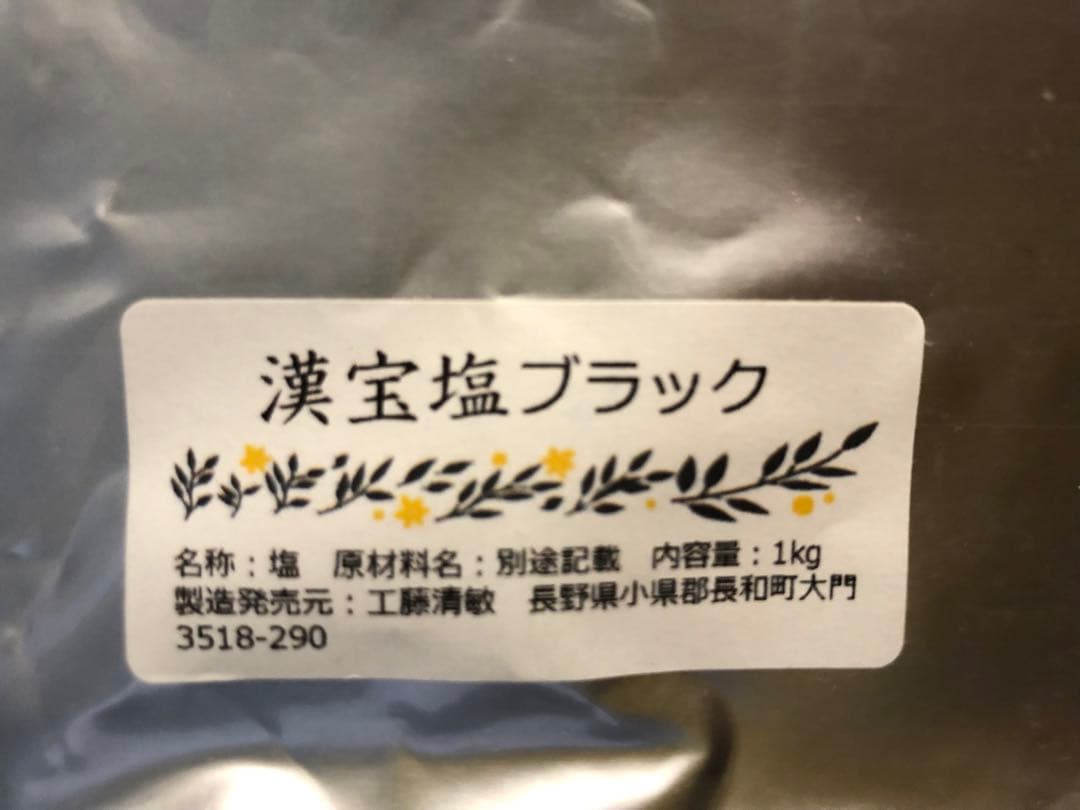 漢宝塩ブラック
名称：塩　原材料名：別途記載　内容量：1kg
製造発売元：工藤清敏　長野県小県郡長和町大門
3518-290